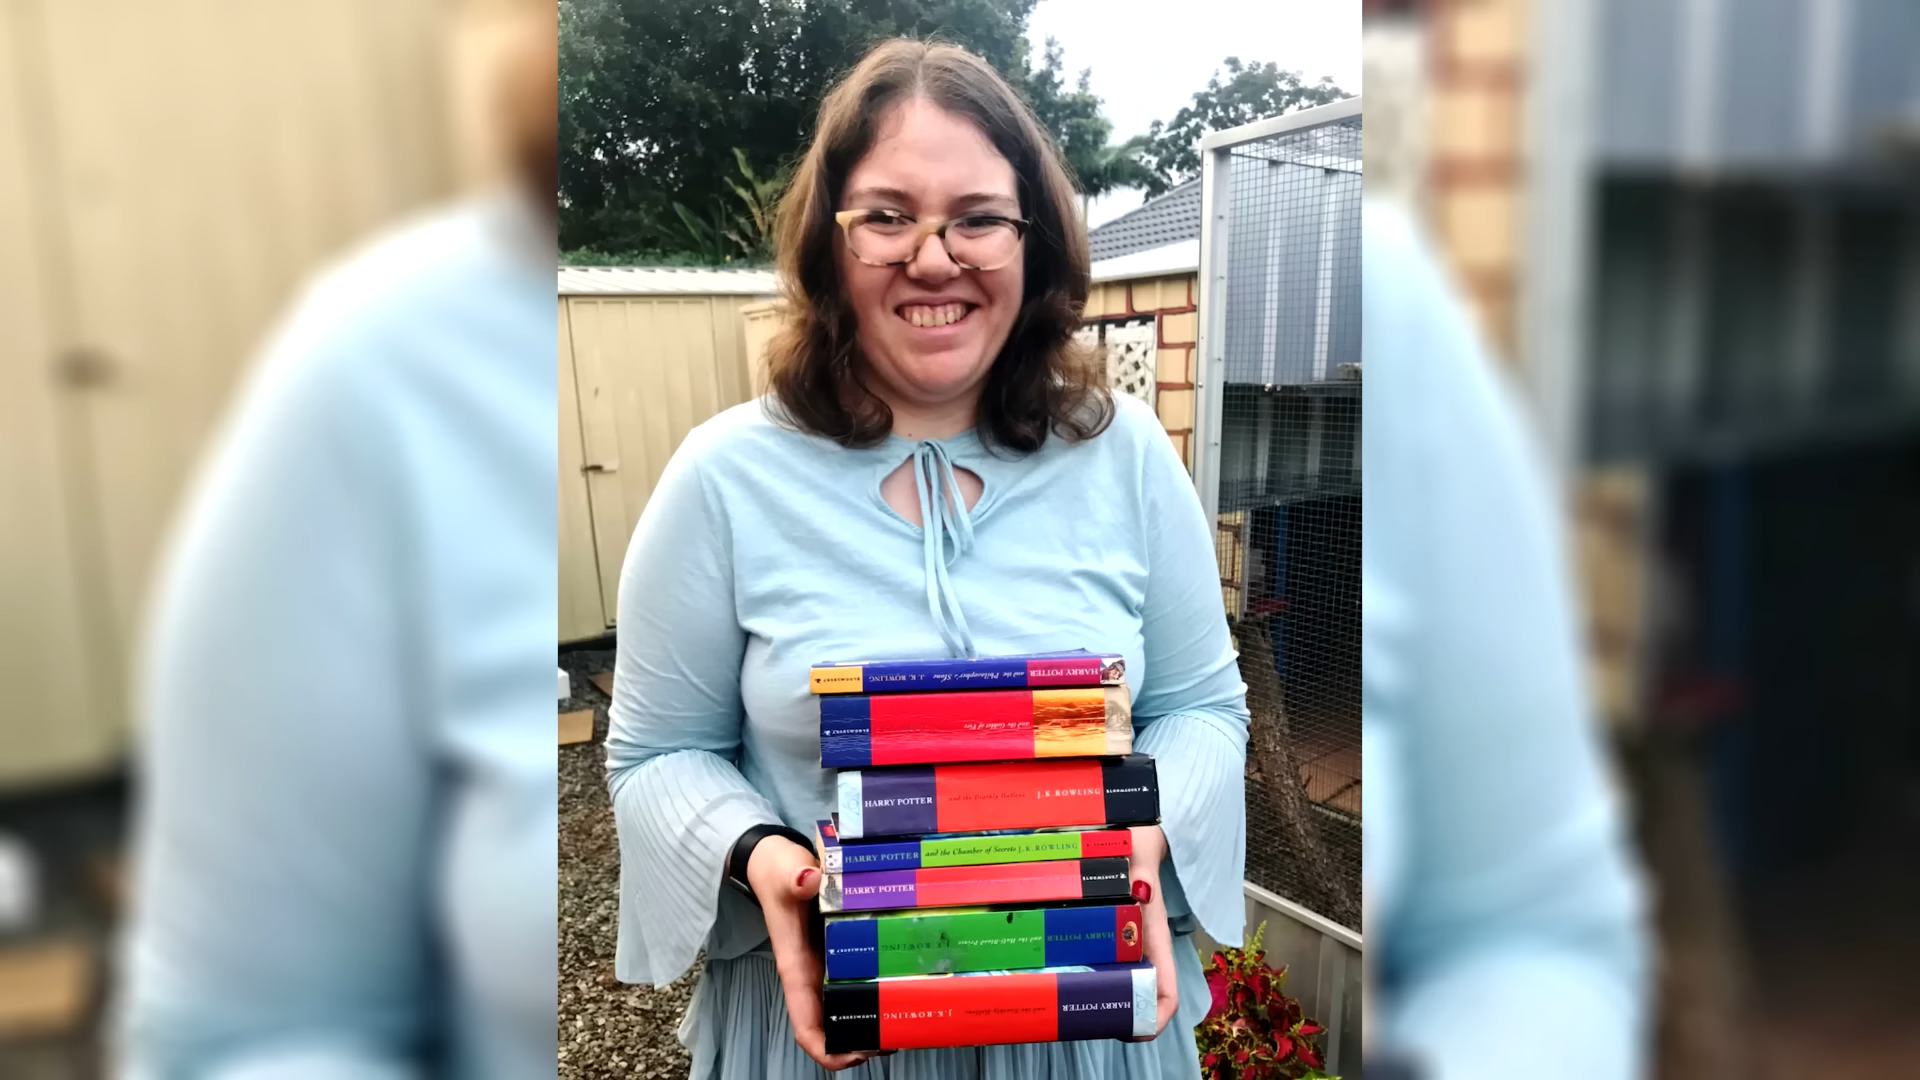 HARRY POTTER and the Philosopher's Stone J. K. ROWLING BLOOMSBURY
and the Goblet of Fire BLOOMSBURY
HARRY POTTER and the Deathly Hallows J.K.ROWLING BLOOMSBURY
HARRY POTTER and the Chamber of Secrets J.K.ROWLING
HARRY POTTER BLOOMSBURY
HARRY POTTER and the Half-Blood Prince J.K.ROWLING BLOOMSBURY
HARRY POTTER and the Deathly Hallows J.K.ROWLING BLOOMSBURY